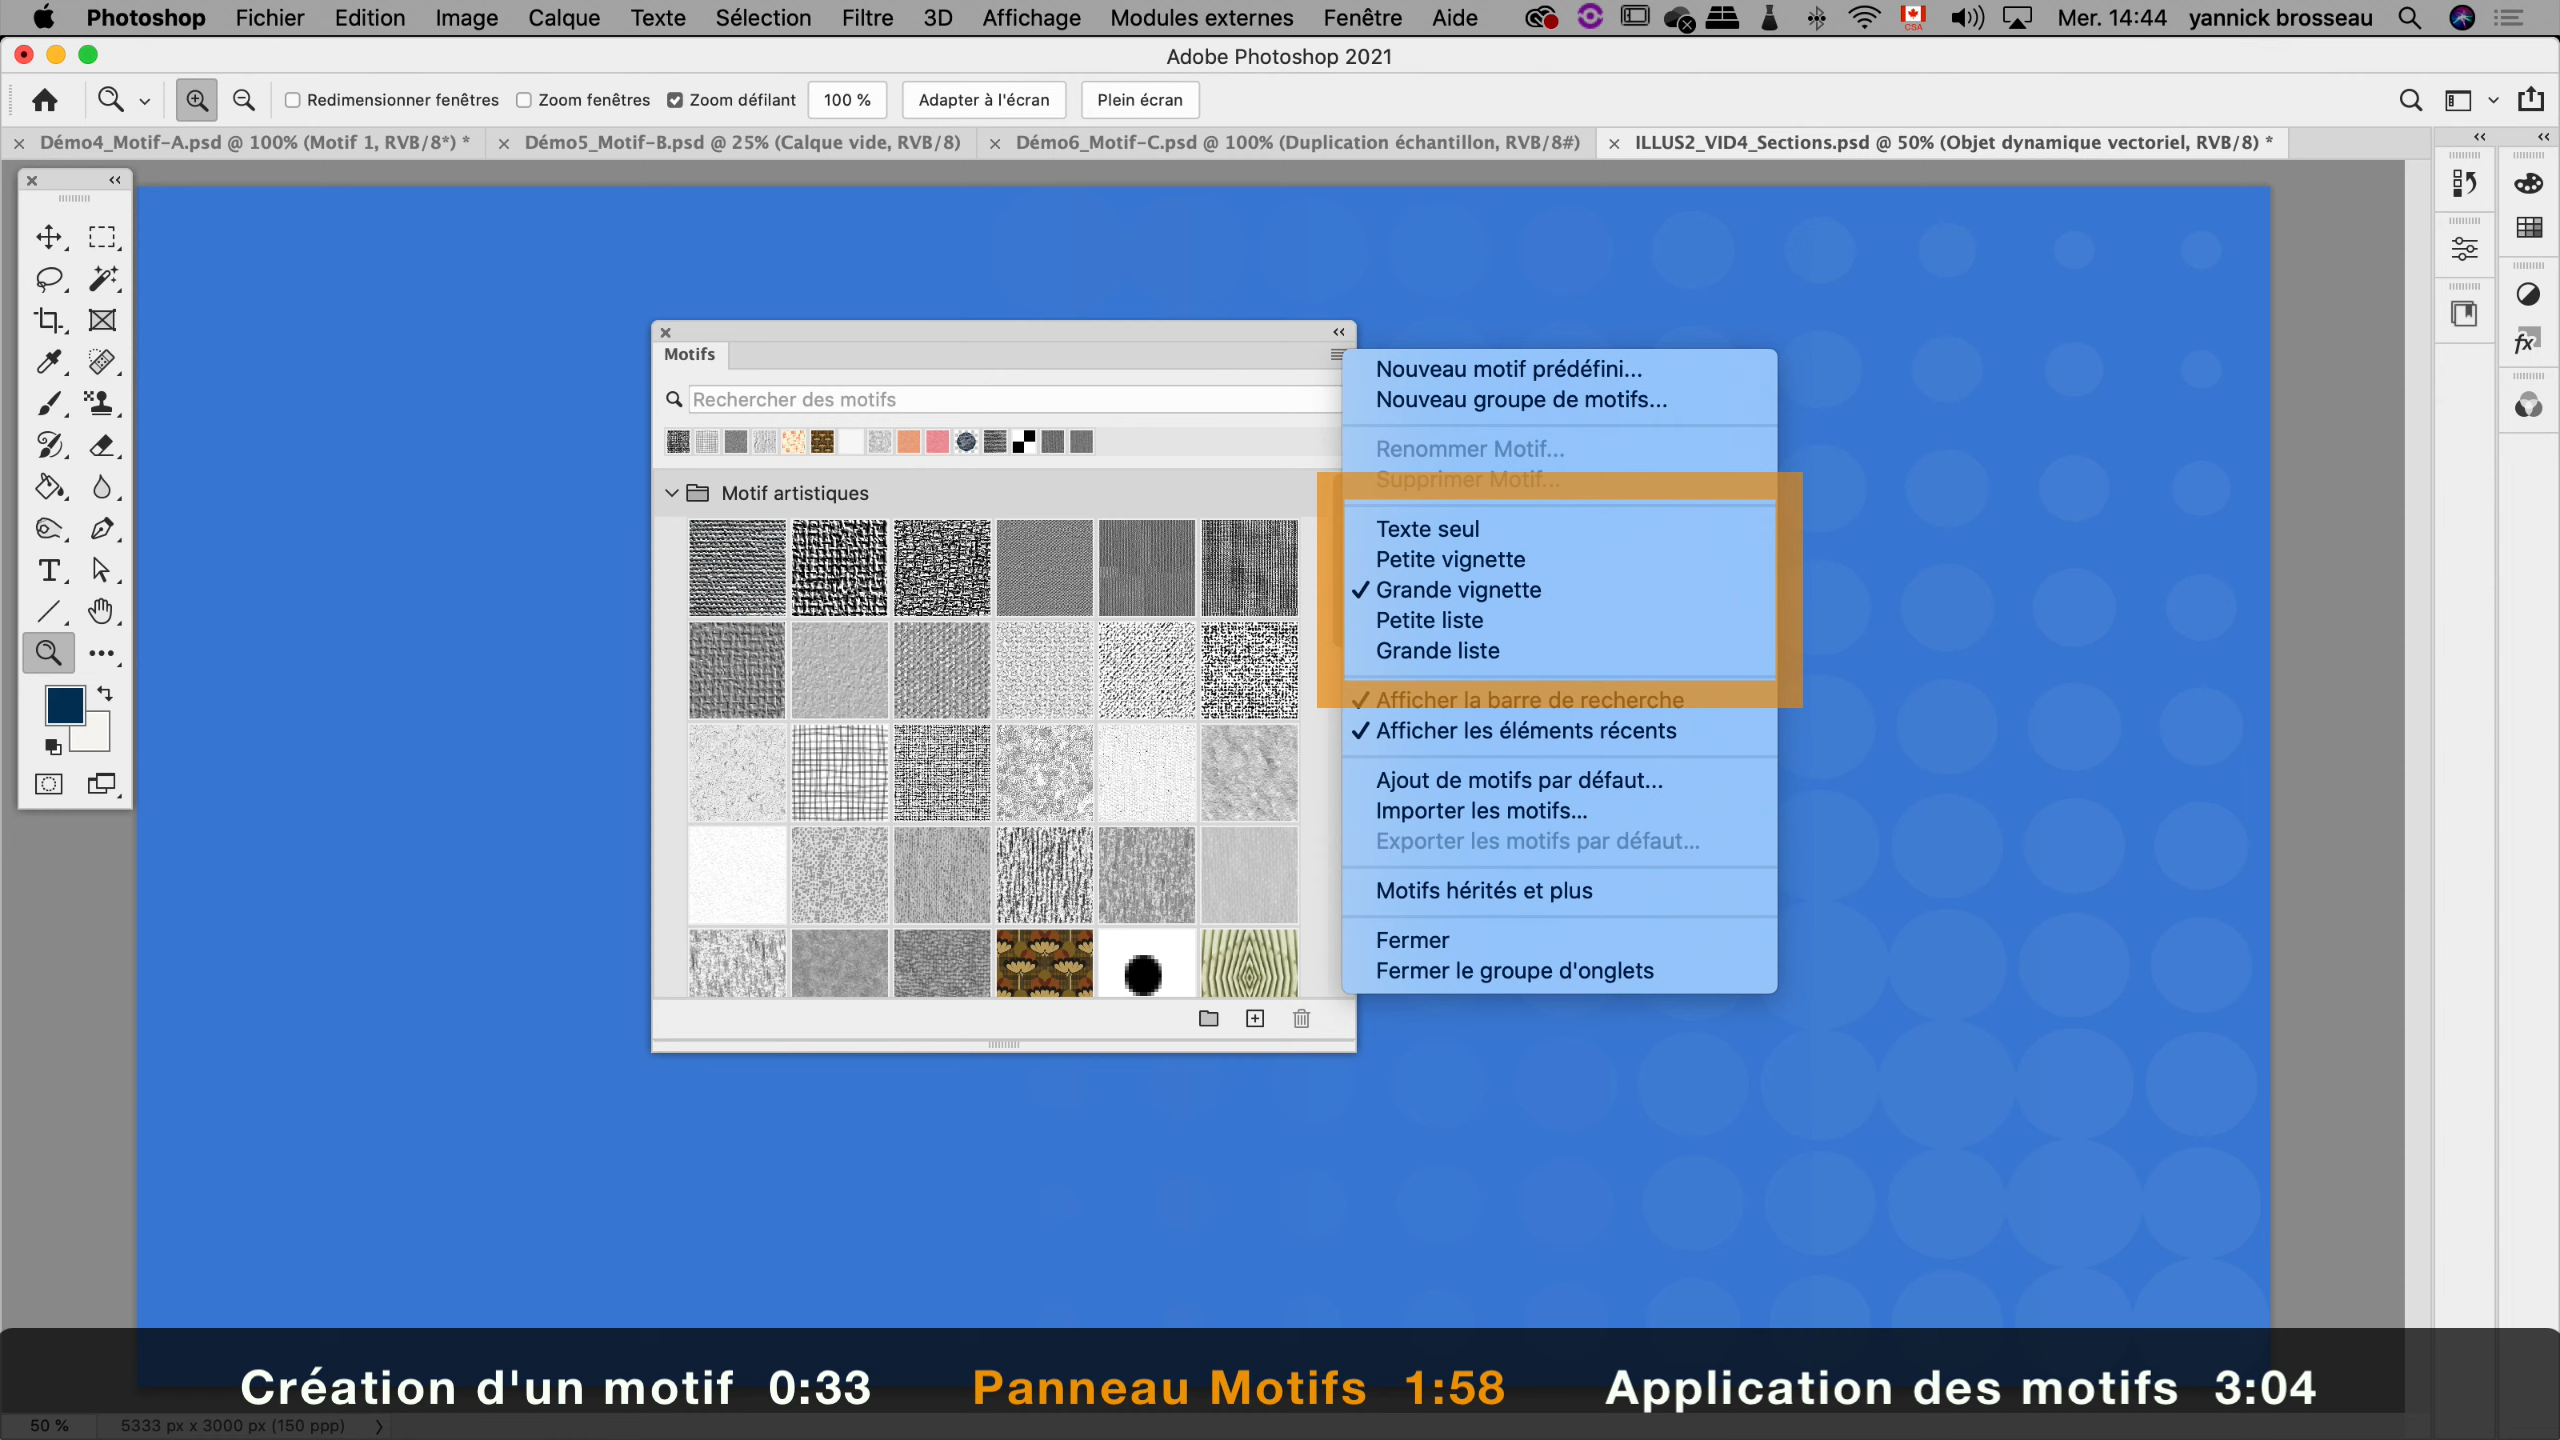 Photoshop Fichier Edition Image Calque Texte Sélection Filtre 3D Affichage Modules externes Fenêtre Aide CSA Mer. 14:44 yannick brosseau
Adobe Photoshop 2021
Redimensionner fenêtres Zoom fenêtres Zoom défilant 100 % Adapter à l'écran Plein écran
Démo4_Motif-A.psd @ 100% (Motif 1, RVB/8*) * Démo5_Motif-B.psd @ 25% (Calque vide, RVB/8) Démo6_Motif-C.psd @ 100% (Duplication échantillon, RVB/8#) ILLUS2_VID4_Sections.psd @ 50% (Objet dynamique vectoriel, RVB/8) *
Motifs
Rechercher des motifs
Motif artistiques
Nouveau motif prédéfini...
Nouveau groupe de motifs...
Renommer Motif...
Supprimer Motif...
Texte seul
Petite vignette
Grande vignette
Petite liste
Grande liste
Afficher la barre de recherche
Afficher les éléments récents
Ajout de motifs par défaut...
Importer les motifs...
Exporter les motifs par défaut...
Motifs hérités et plus
Fermer
Fermer le groupe d'onglets
Création d'un motif 0:33 Panneau Motifs 1:58 Application des motifs 3:04
50 % 5333 px x 3000 px (150 ppp)